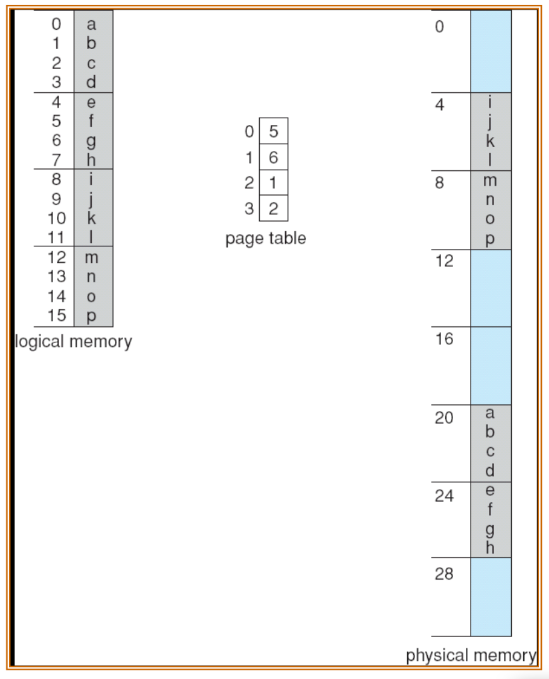 0 a
1 b
2 c
3 d
4 e
5 f
6 g
7 h
8 i
9 j
10 k
11 l
12 m
13 n
14 o
15 p
logical memory
0 5
1 6
2 1
3 2
page table
0
4 i
j
k
l
8 m
n
o
p
12
16
20 a
b
c
d
24 e
f
g
h
28
physical memory